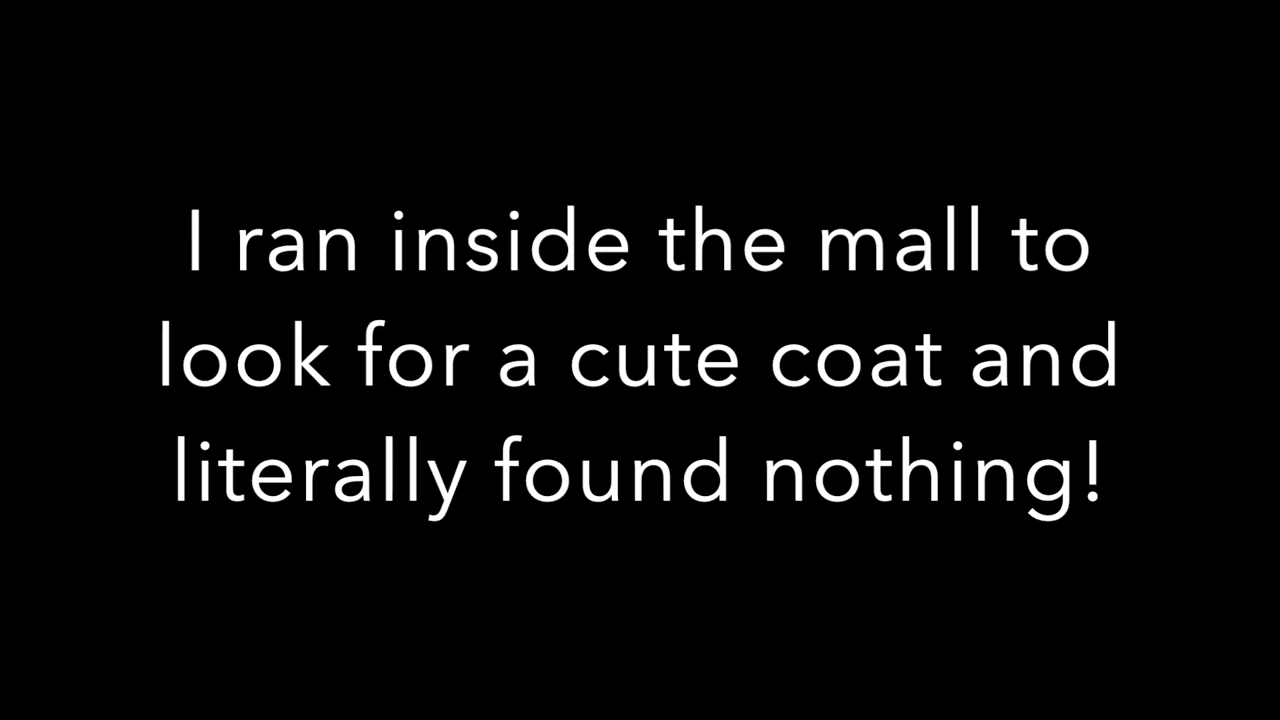 I ran inside the mall to
look for a cute coat and
literally found nothing!